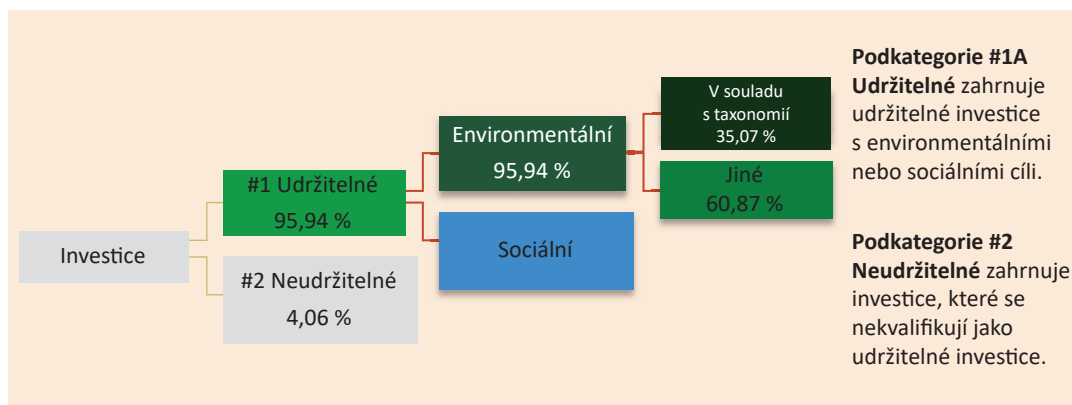 Investice
#1 Udržitelné
95,94 %
#2 Neudržitelné
4,06 %
Environmentální
95,94 %
Sociální
V souladu
s taxonomií
35,07 %
Jiné
60,87 %
Podkategorie #1A
Udržitelné zahrnuje
udržitelné investice
s environmentálními
nebo sociálními cíli.
Podkategorie #2
Neudržitelné zahrnuje
investice, které se
nekvalifikují jako
udržitelné investice.